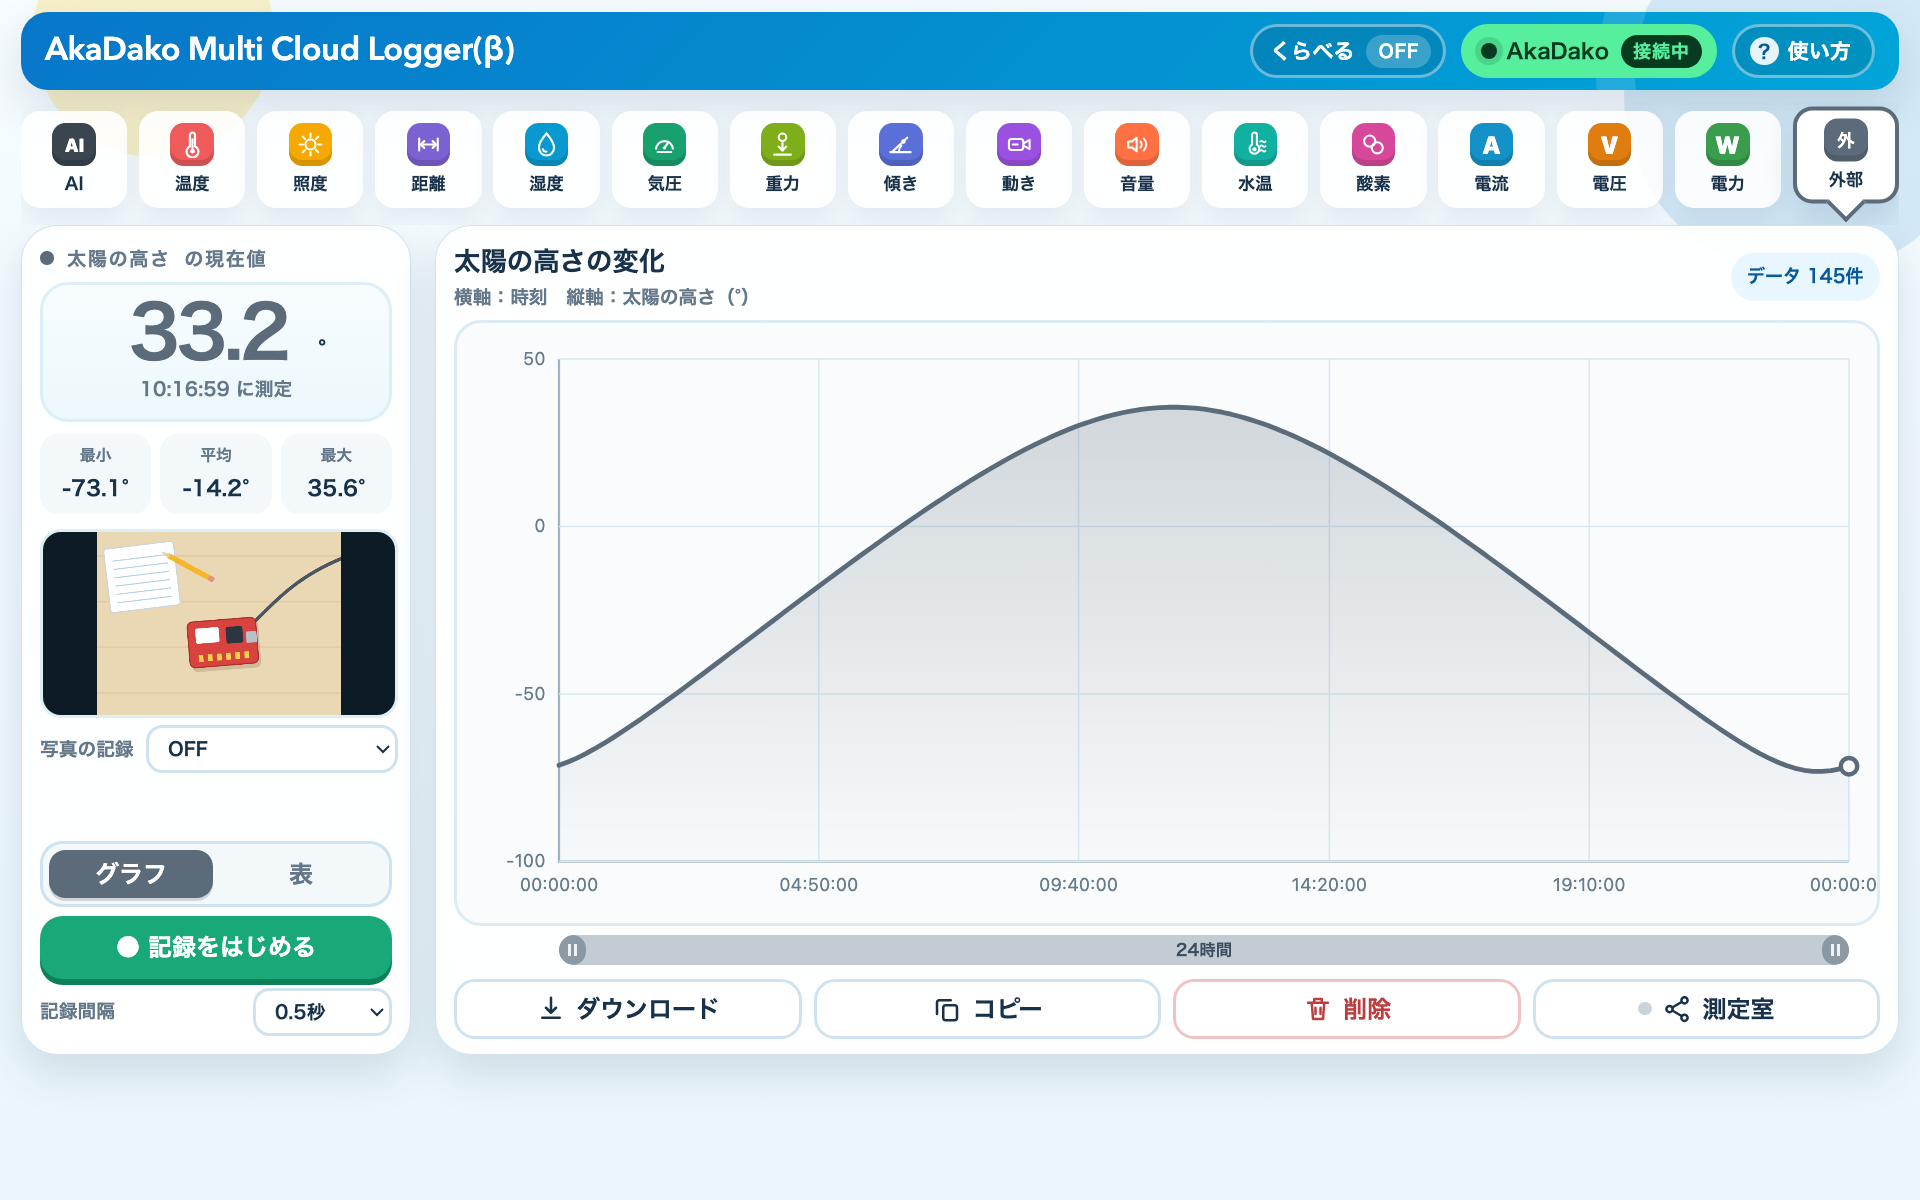 AkaDako Multi Cloud Logger(β)
くらべる OFF
AkaDako 接続中
? 使い方
AI
AI
温度
照度
距離
湿度
気圧
重力
傾き
動き
音量
水温
酸素
A
電流
V
電圧
W
電力
外
外部
太陽の高さ の現在値
33.2 °
10:16:59 に測定
最小
-73.1°
平均
-14.2°
最大
35.6°
写真の記録 OFF
グラフ 表
記録をはじめる
記録間隔 0.5秒
太陽の高さの変化
横軸：時刻 縦軸：太陽の高さ（°）
データ 145件
50
0
-50
-100
00:00:00 04:50:00 09:40:00 14:20:00 19:10:00 00:00:0
24時間
ダウンロード コピー 削除 測定室